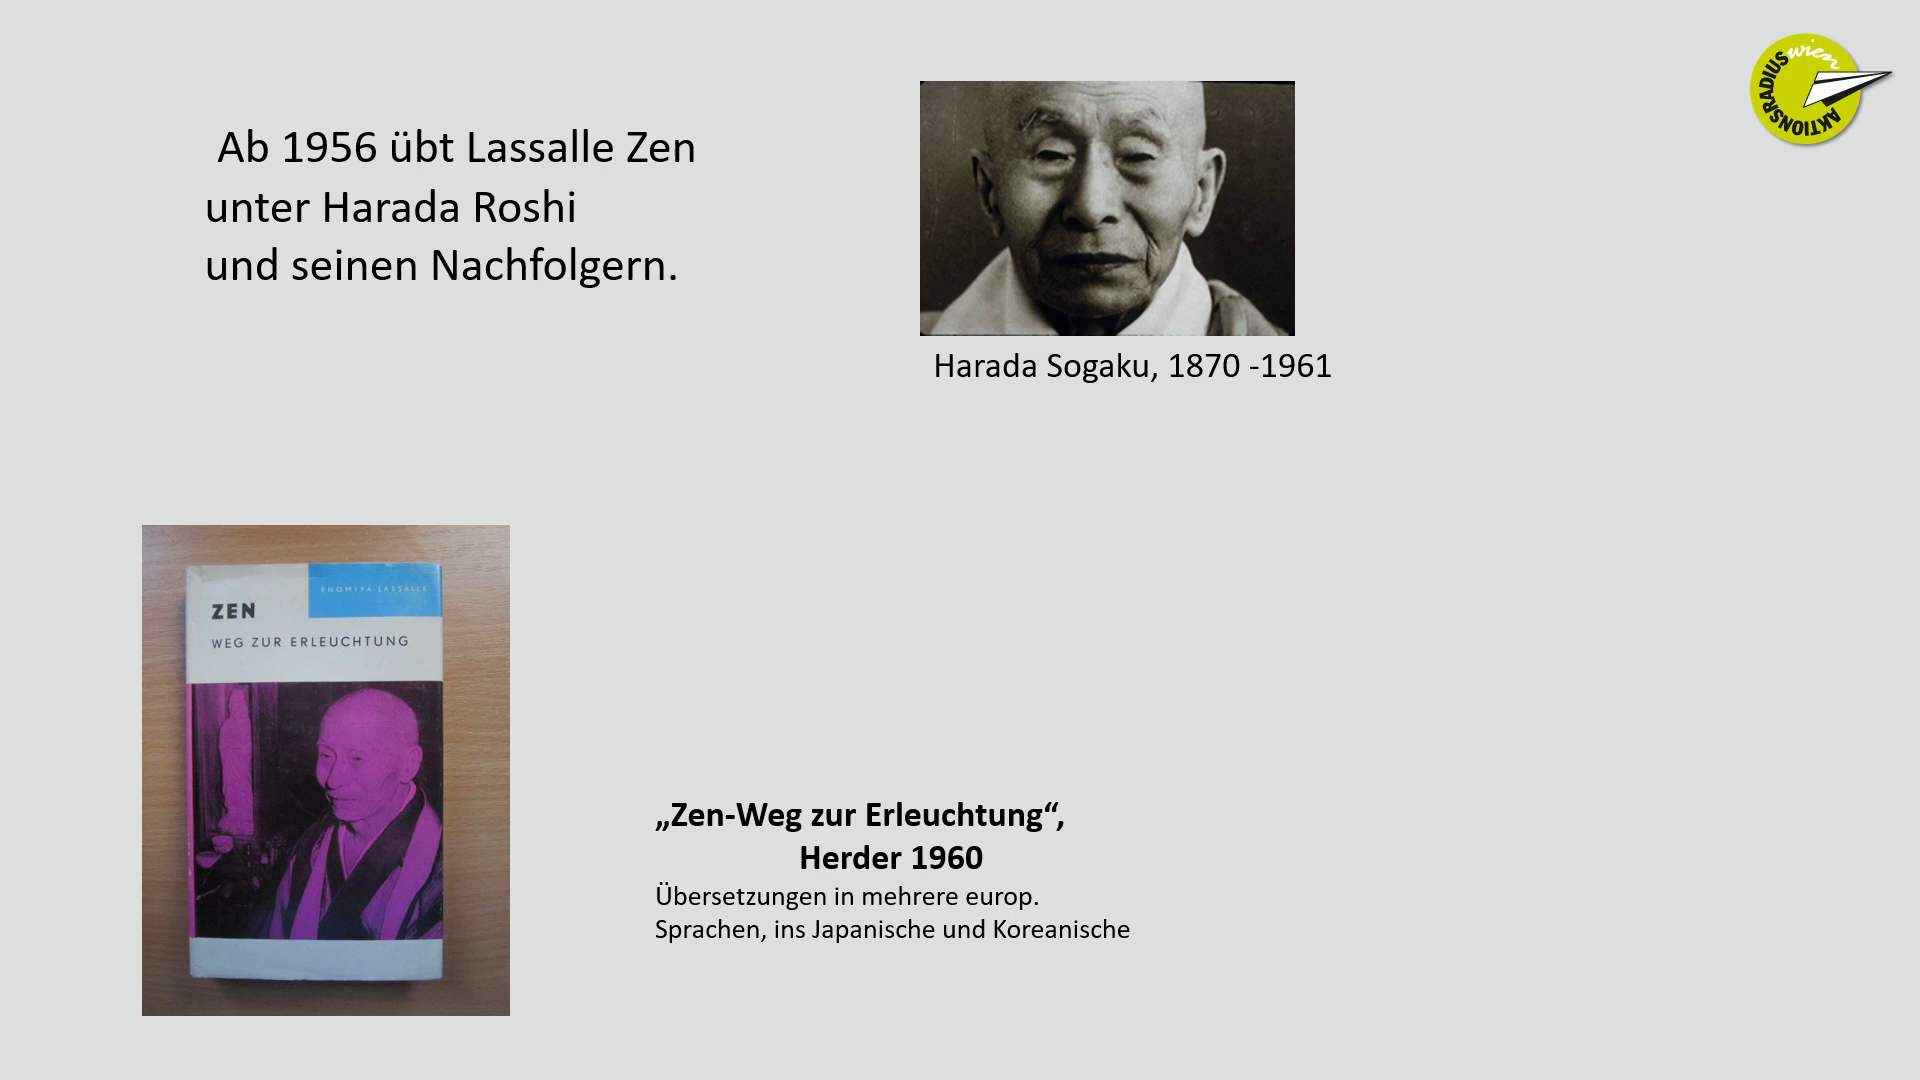 Ab 1956 übt Lassalle Zen
unter Harada Roshi
und seinen Nachfolgern.
AKTIONSRADIUS wien
Harada Sogaku, 1870 -1961
ENOMIYA-LASSALLE
ZEN
WEG ZUR ERLEUCHTUNG
„Zen-Weg zur Erleuchtung“,
Herder 1960
Übersetzungen in mehrere europ.
Sprachen, ins Japanische und Koreanische